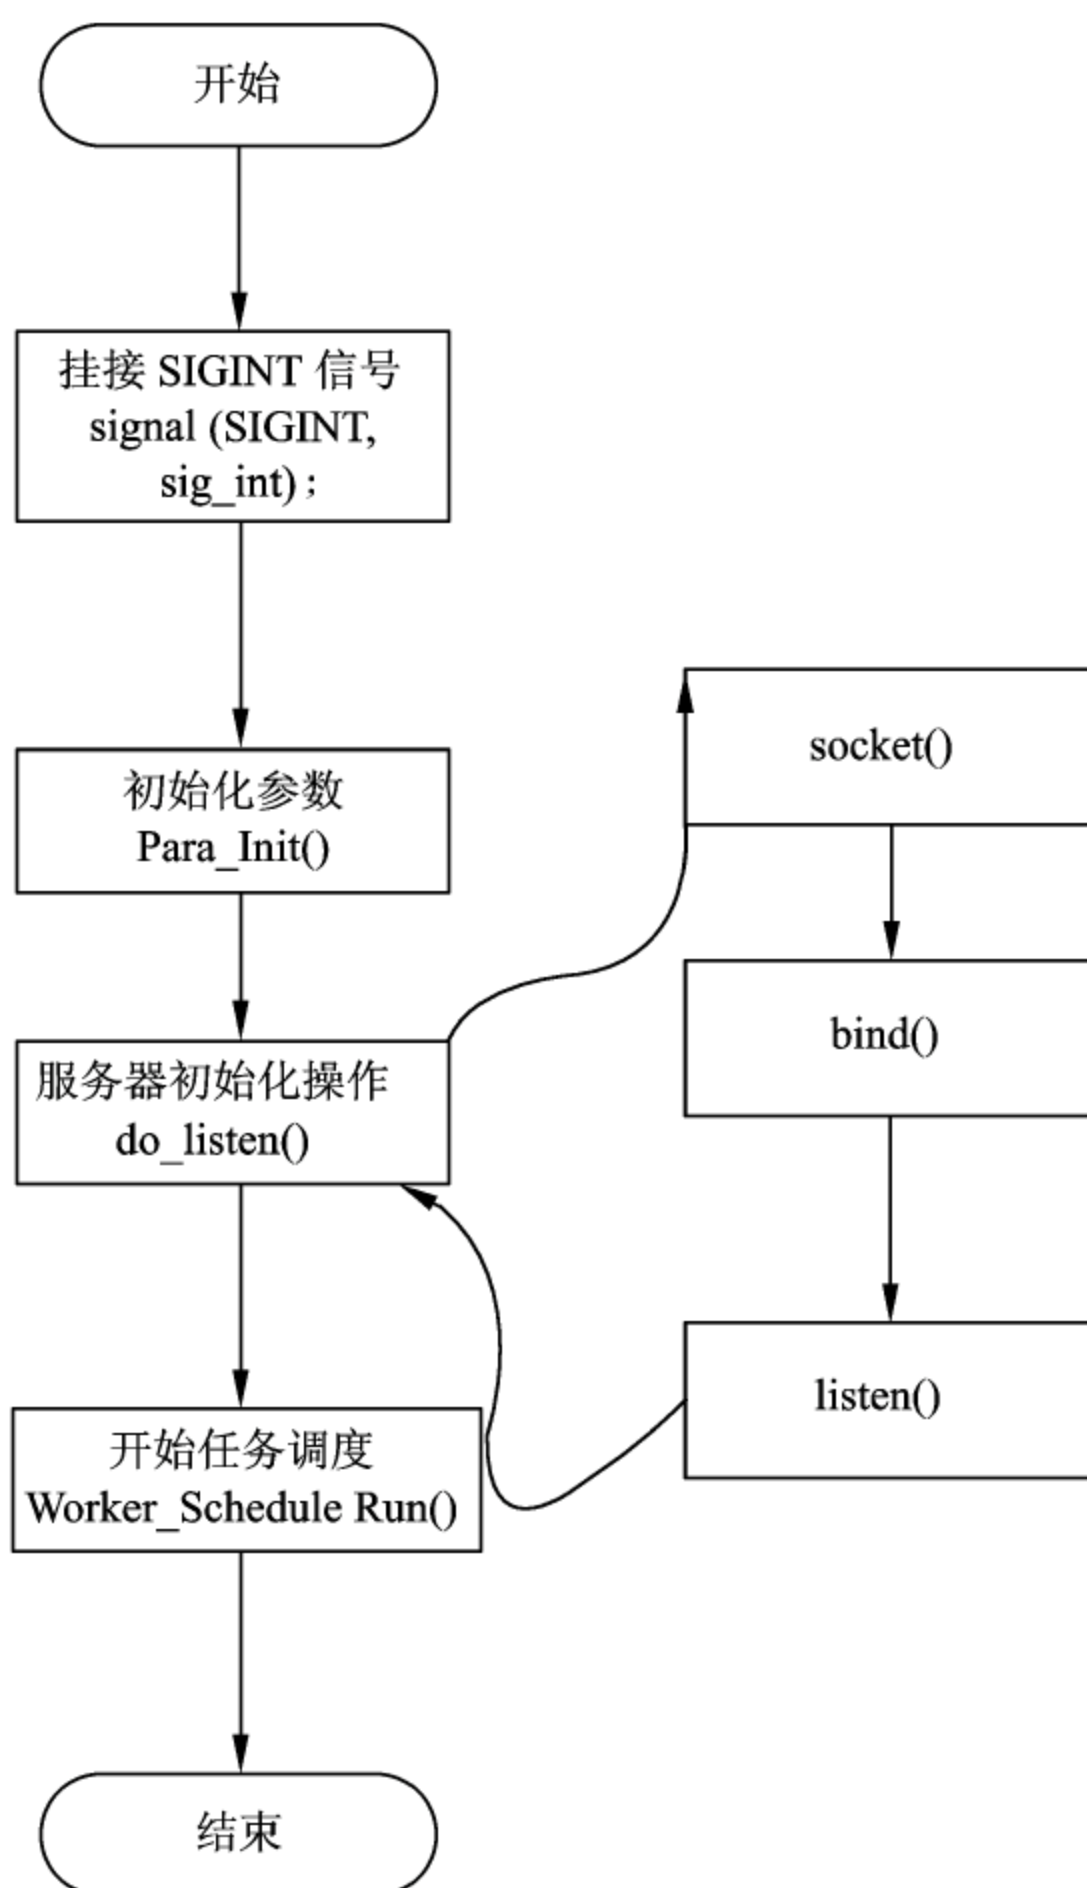 开始
挂接 SIGINT 信号
signal (SIGINT,
sig_int)；
初始化参数
Para_Init()
服务器初始化操作
do_listen()
开始任务调度
Worker_Schedule Run()
结束
socket()
bind()
listen()